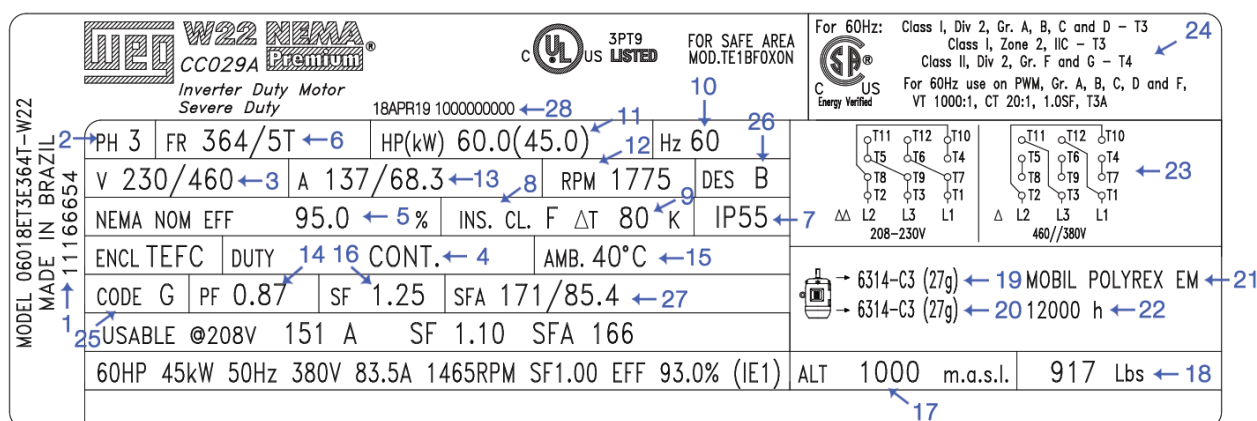 WEG W22 NEMA Premium®
CC029A
Inverter Duty Motor
Severe Duty
18APR19 1000000000 28
C UL US LISTED 3PT9
FOR SAFE AREA
MOD.TE1BFOXON
10
For 60Hz:
C SA US
Energy Verified
Class I, Div 2, Gr. A, B, C and D – T3
Class I, Zone 2, IIC – T3
Class II, Div 2, Gr. F and G – T4
24
For 60Hz use on PWM, Gr. A, B, C, D and F,
VT 1000:1, CT 20:1, 1.0SF, T3A
MODEL 06018ET3E364T-W22
MADE IN BRAZIL
11166654
1
2 PH 3 FR 364/5T 6 HP(kW) 60.0(45.0) 11 Hz 60
12 26
V 230/460 3 A 137/68.3 13 RPM 1775 DES B
8 9
NEMA NOM EFF 95.0 5 % INS. CL. F ΔT 80 K IP55 7
ENCL TEFC DUTY CONT. 4 AMB. 40°C 15
14 16
CODE G PF 0.87 SF 1.25 SFA 171/85.4 27
25
USABLE @208V 151 A SF 1.10 SFA 166
60HP 45kW 50Hz 380V 83.5A 1465RPM SF1.00 EFF 93.0% (IE1)
T11 T12 T10
T5 T6 T4
T8 T9 T7
T2 T3 T1
ΔΔ L2 L3 L1
208-230V
T11 T12 T10
T5 T6 T4
T8 T9 T7
T2 T3 T1
Δ L2 L3 L1
460//380V
23
6314-C3 (27g) 19 MOBIL POLYREX EM 21
6314-C3 (27g) 20 12000 h 22
ALT 1000 m.a.s.l. 917 Lbs 18
17